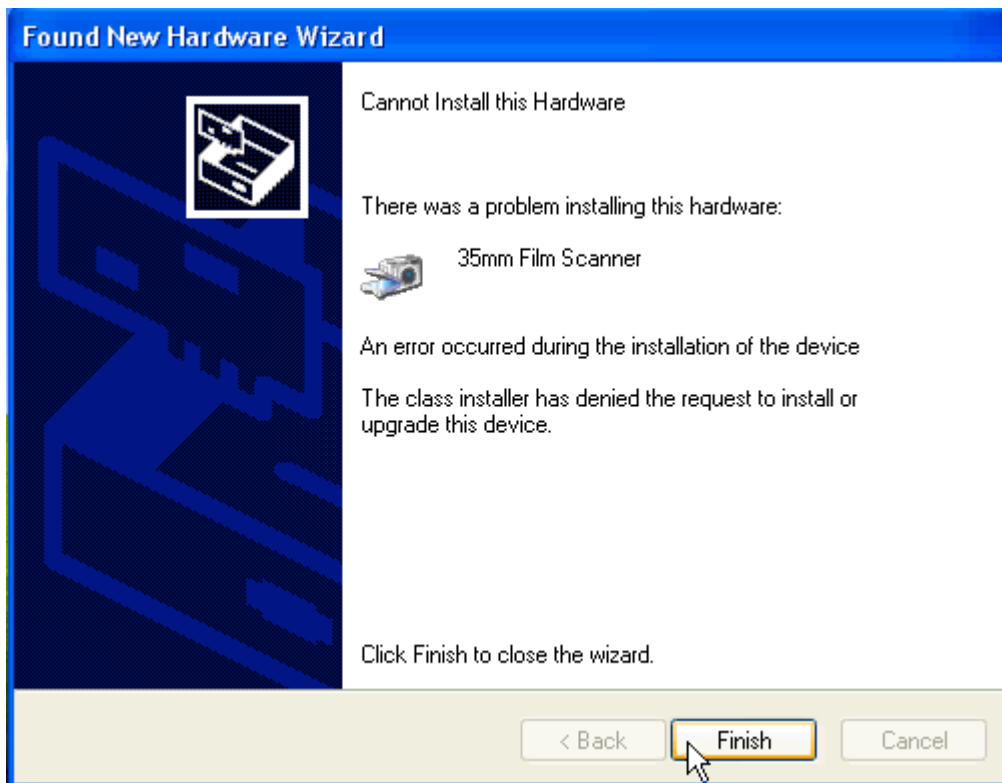 Found New Hardware Wizard
Cannot Install this Hardware
There was a problem installing this hardware:
35mm Film Scanner
An error occurred during the installation of the device
The class installer has denied the request to install or
upgrade this device.
Click Finish to close the wizard.
< Back
Finish
Cancel